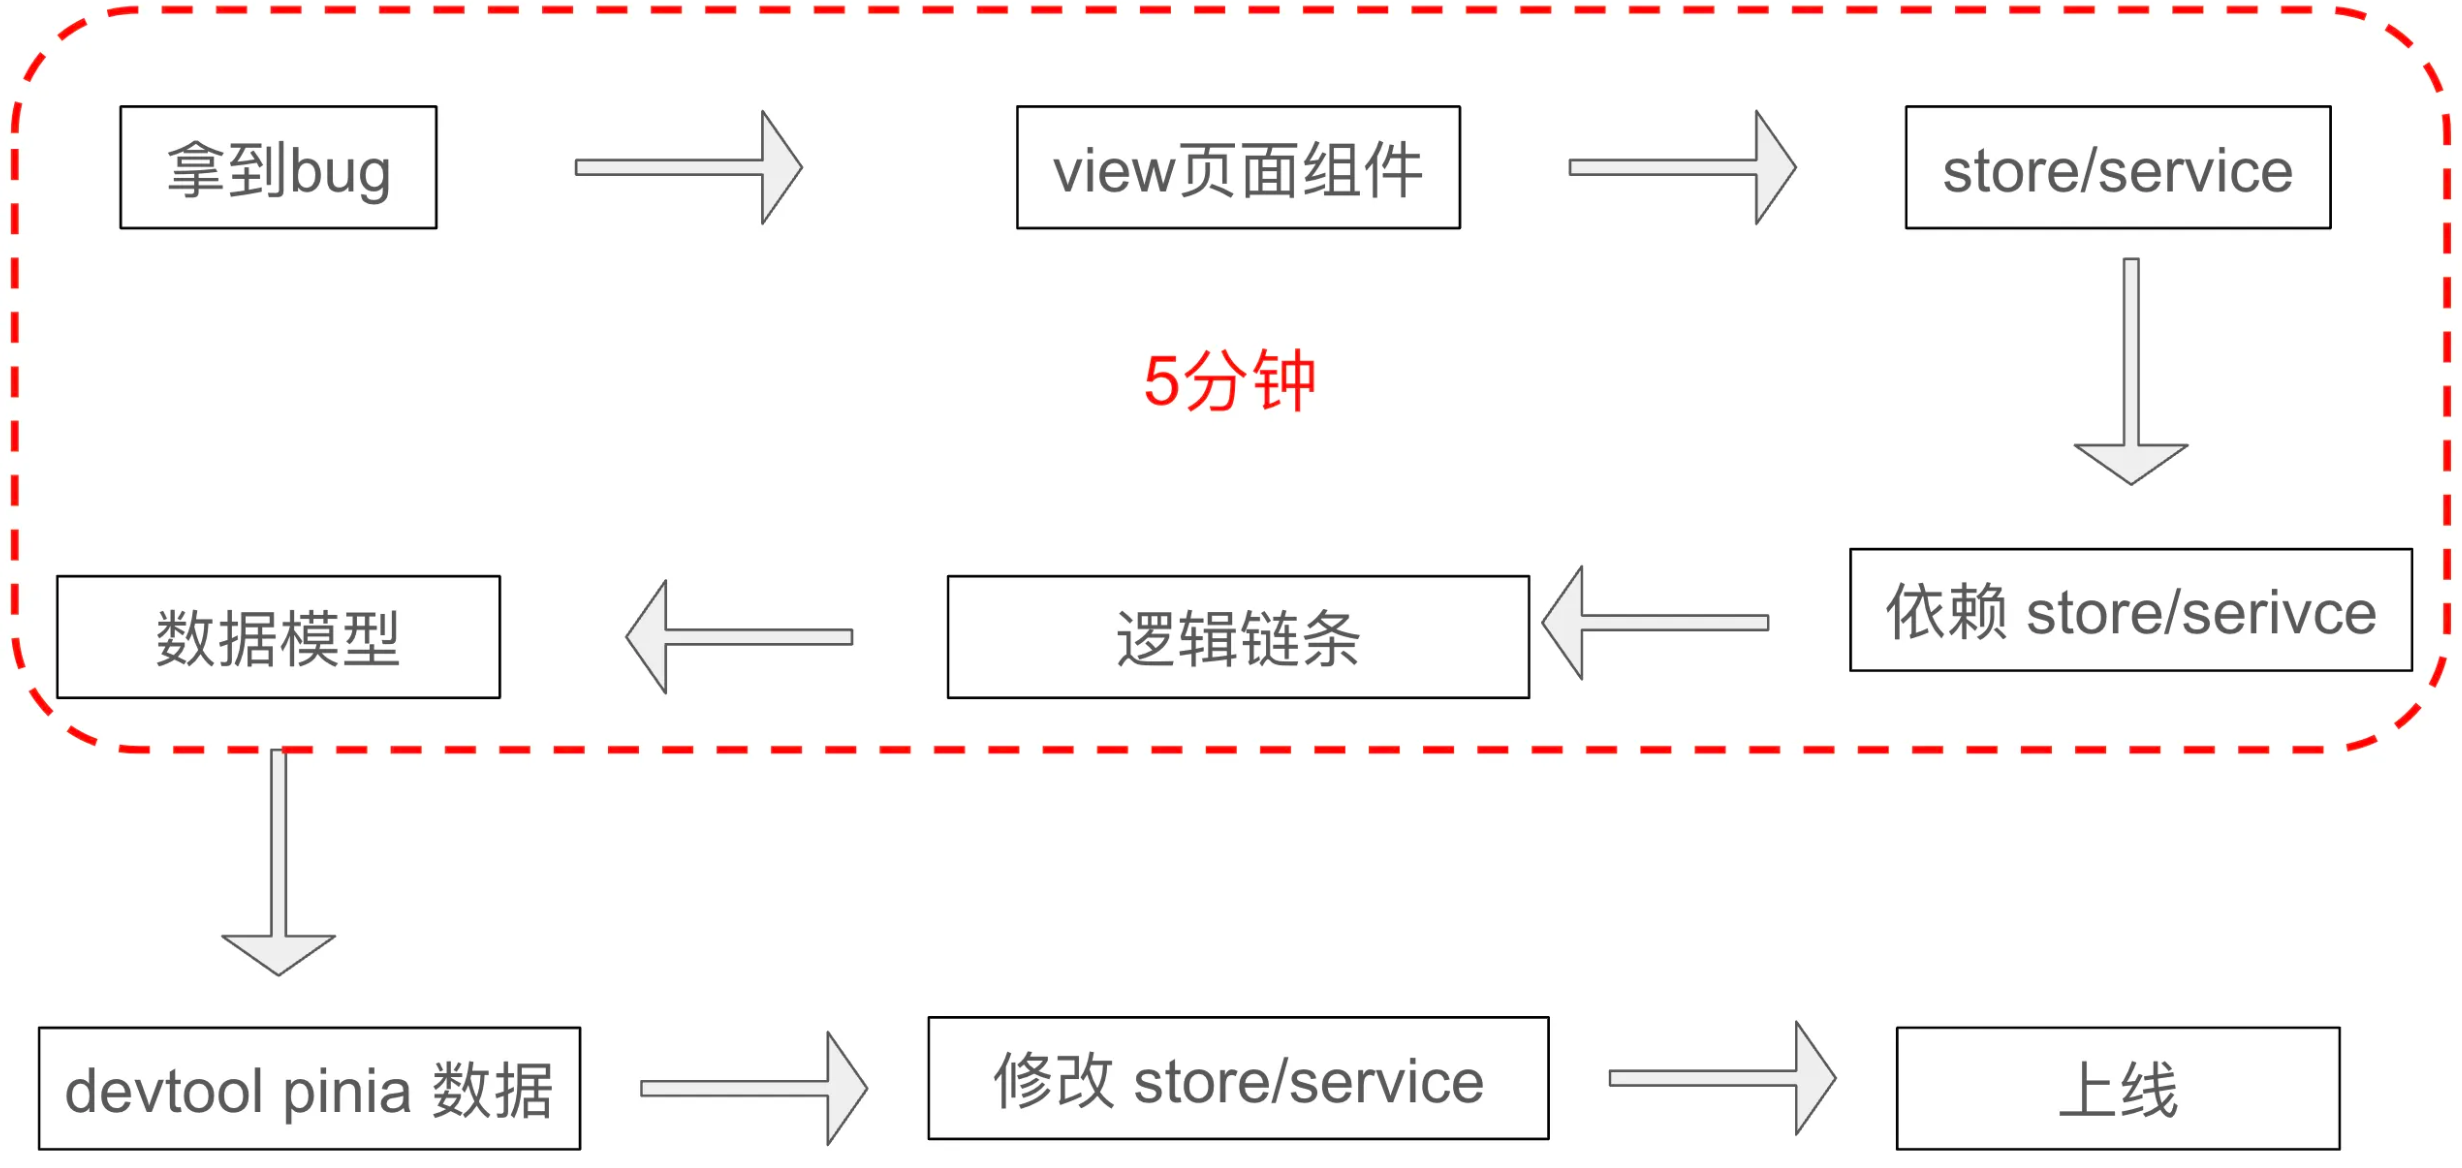 拿到bug
view页面组件
store/service
5分钟
依赖 store/serivce
逻辑链条
数据模型
devtool pinia 数据
修改 store/service
上线